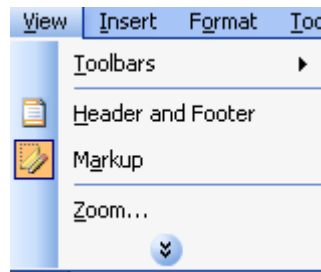 View Insert Format
Toolbars
Header and Footer
Markup
Zoom...